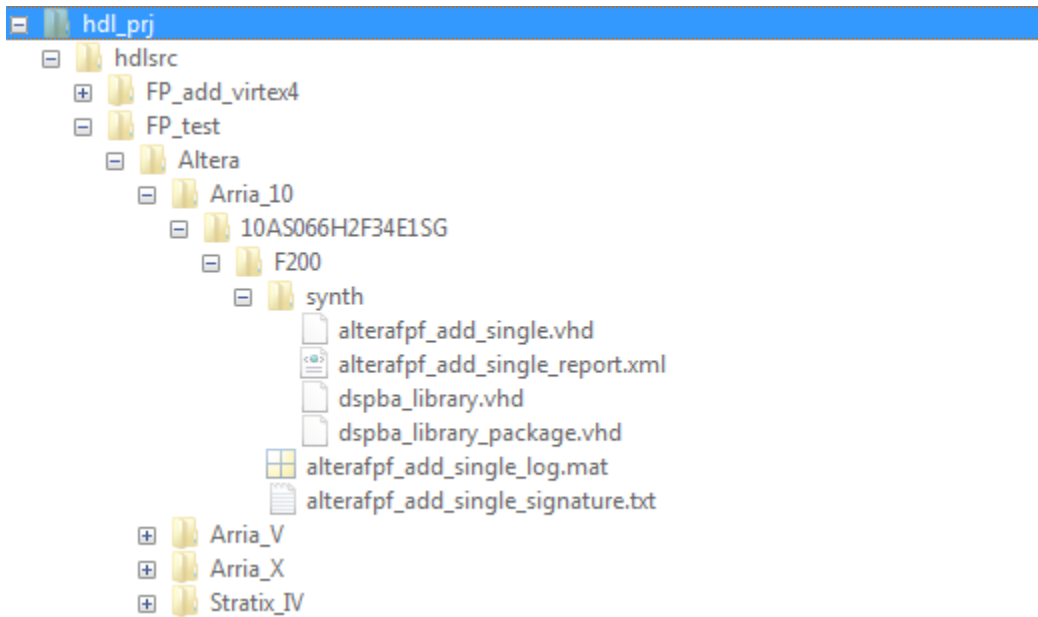 hdl_prj
hdlsrc
FP_add_virtex4
FP_test
Altera
Arria_10
10AS066H2F34E1SG
F200
synth
alterafpf_add_single.vhd
alterafpf_add_single_report.xml
dspba_library.vhd
dspba_library_package.vhd
alterafpf_add_single_log.mat
alterafpf_add_single_signature.txt
Arria_V
Arria_X
Stratix_IV